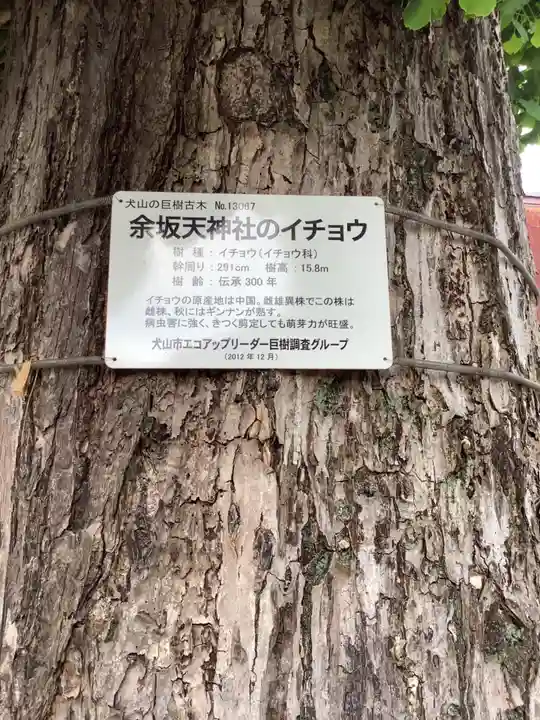 犬山の巨樹古木 No.13067
余坂天神社のイチョウ
樹 種 : イチョウ(イチョウ科)
幹周り : 291cm 樹高 : 15.8m
樹 齢 : 伝承 300 年
イチョウの原産地は中国。雌雄異株でこの株は
雌株、秋にはギンナンが熟す。
病虫害に強く、きつく剪定しても萌芽力が旺盛。
犬山市エコアップリーダー巨樹調査グループ
(2012 年 12 月)